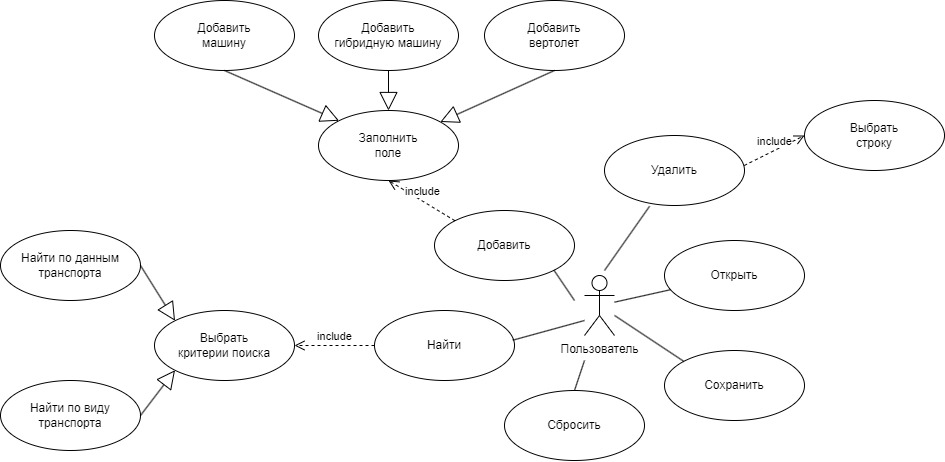 Добавить
машину
Добавить
гибридную машину
Добавить
вертолет
Заполнить
поле
include
Выбрать
строку
include
Удалить
Добавить
Найти по данным
транспорта
Открыть
Выбрать
критерии поиска
include
Найти
Пользователь
Сохранить
Найти по виду
транспорта
Сбросить